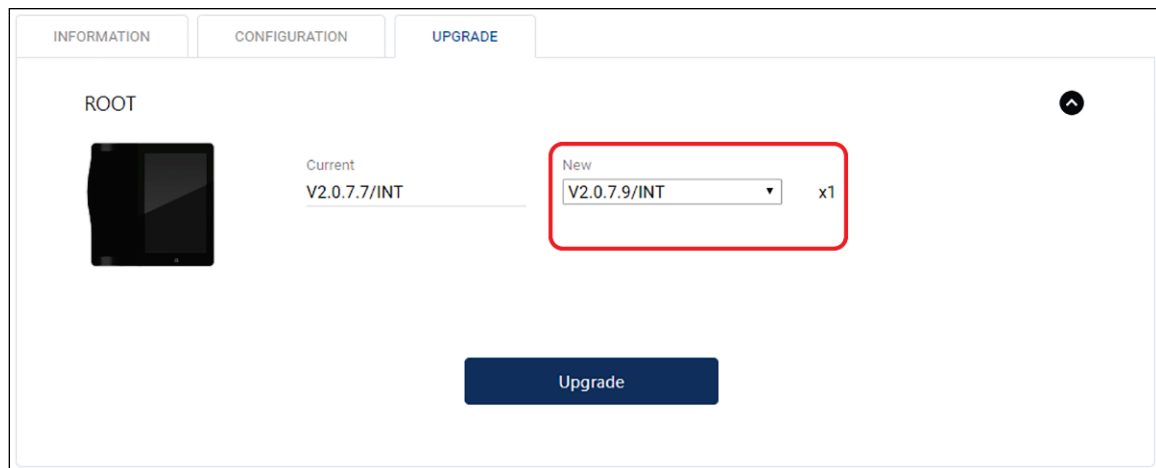 INFORMATION CONFIGURATION UPGRADE
ROOT
Current New
V2.0.7.7/INT V2.0.7.9/INT x1
Upgrade